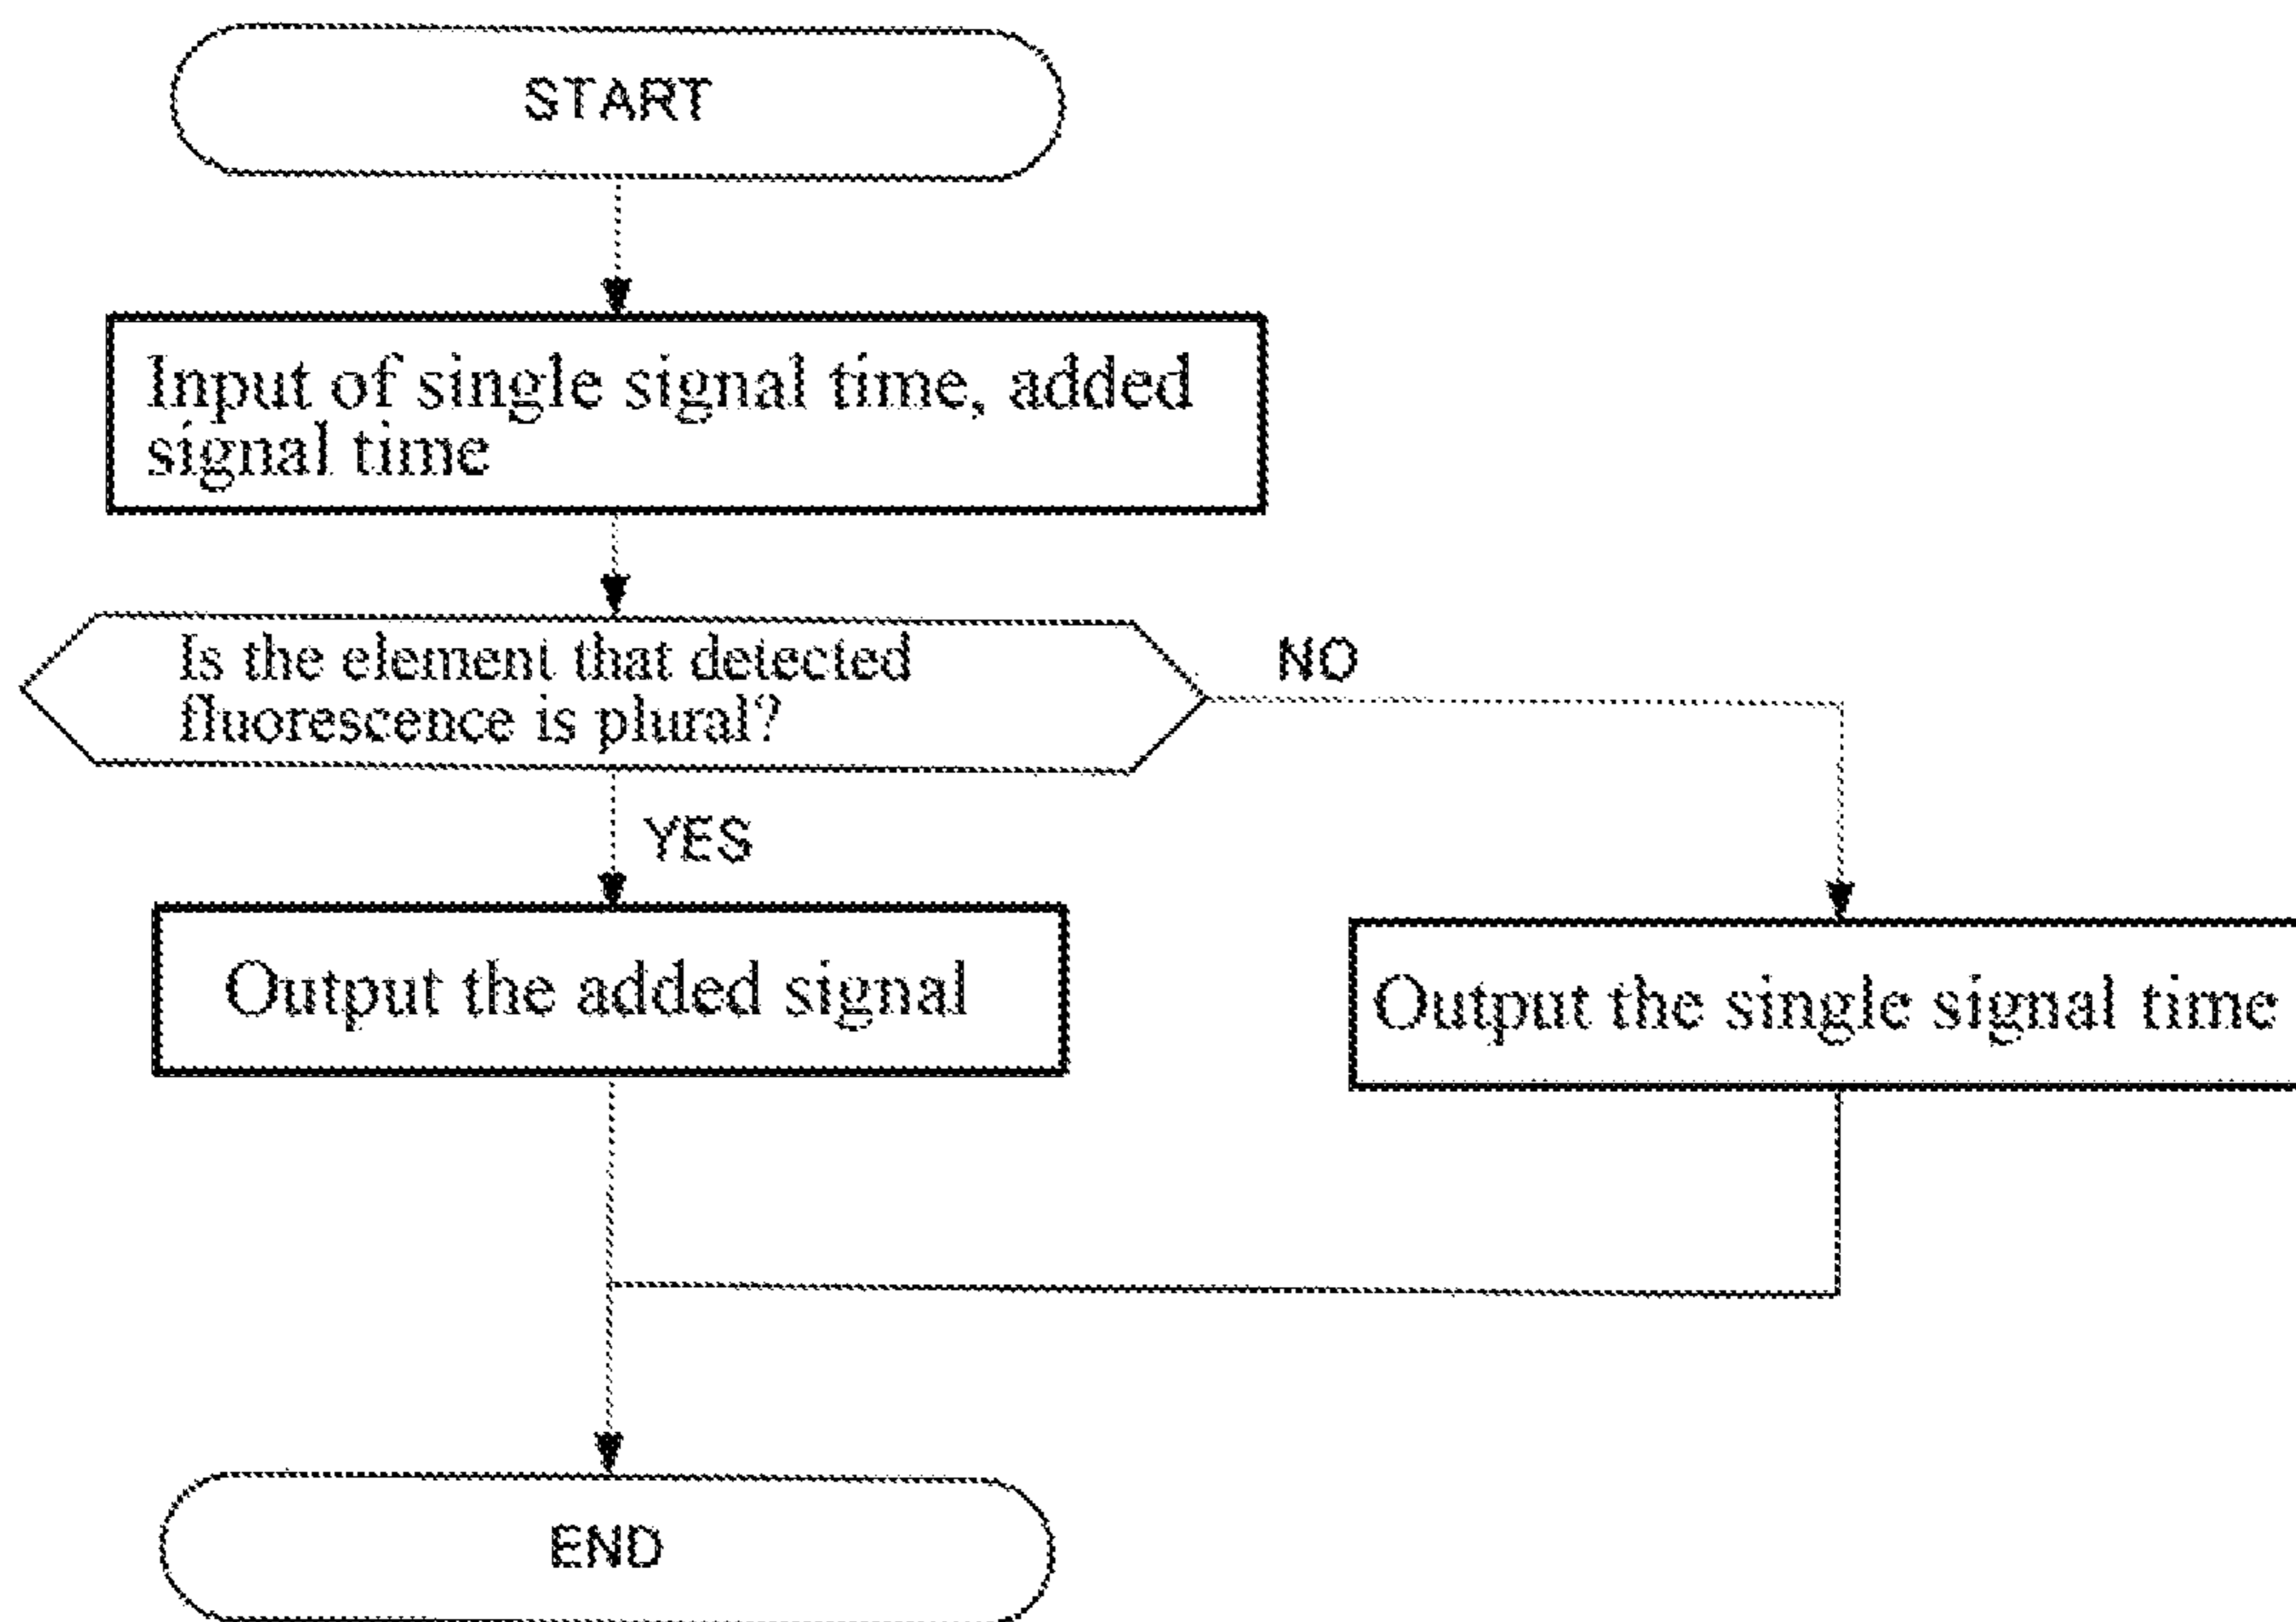 START
Input of single signal time, added
signal time
Is the element that detected
fluorescence is plural?
NO
YES
Output the added signal
Output the single signal time
END